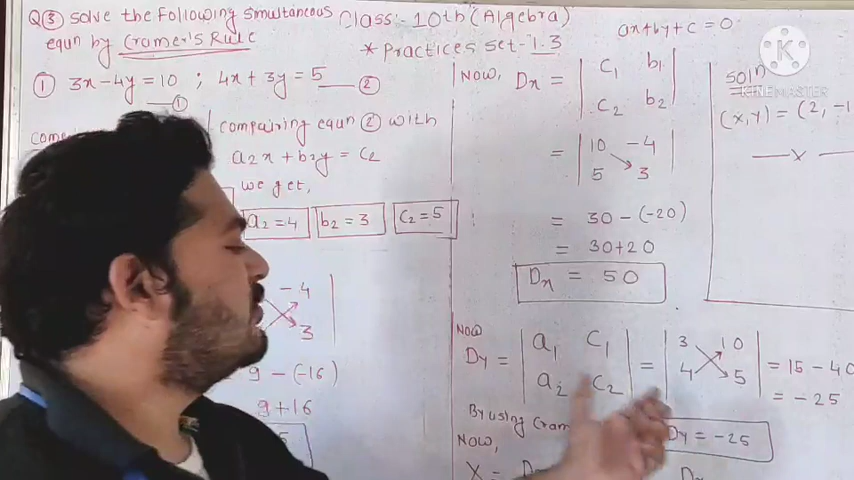 Q③ Solve the Following Simultaneous
equn by Cramer's Rule
Class:- 10th (Algebra)
* Practices Set - 1.3
ax+by+c=0
① 3x-4y=10 ; 4x+3y=5 ②
①
compairing equn ② with
a2x+b2y=c2
we get,
a2=4 b2=3 c2=5
-4
3
9-(-16)
9+16
Now, Dx = | c1 b1 |
| c2 b2 |
= | 10 -4 |
| 5 3 |
= 30-(-20)
= 30+20
Dx = 50
Now
Dy = | a1 c1 | = | 3 10 | = 15-40
| a2 c2 | | 4 5 | = -25
Dy = -25
By using Cram
Now,
X =
soln
(x,y) = (2, -1
KINEMASTER
K